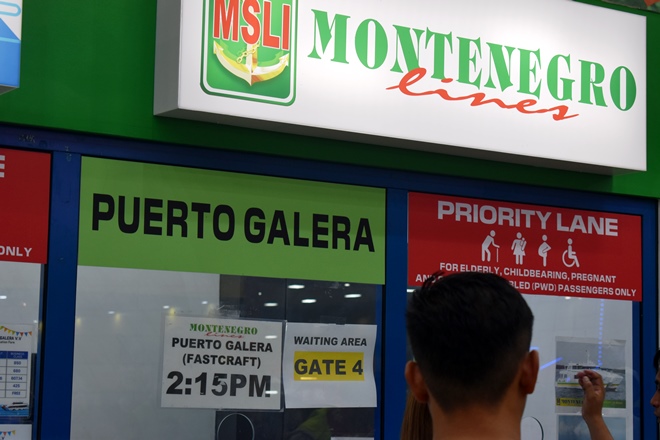 MSLI
MONTENEGRO
lines
PUERTO GALERA
PRIORITY LANE
FOR ELDERLY, CHILDBEARING, PREGNANT
(PWD) PASSENGERS ONLY
ONLY
MONTENEGRO
lines
PUERTO GALERA
(FASTCRAFT)
2:15PM
WAITING AREA
GATE 4